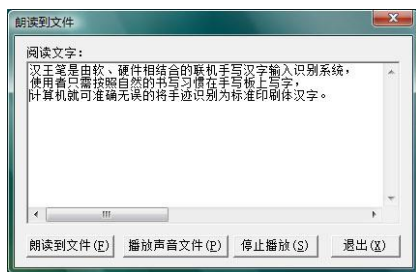 朗读到文件
阅读文字：
汉王笔是由软、硬件相结合的联机手写汉字输入识别系统，
使用者只需按照自然的书写习惯在手写板上写字，
计算机就可准确无误的将手迹识别为标准印刷体汉字。
朗读到文件(F) 播放声音文件(P) 停止播放(S) 退出(X)